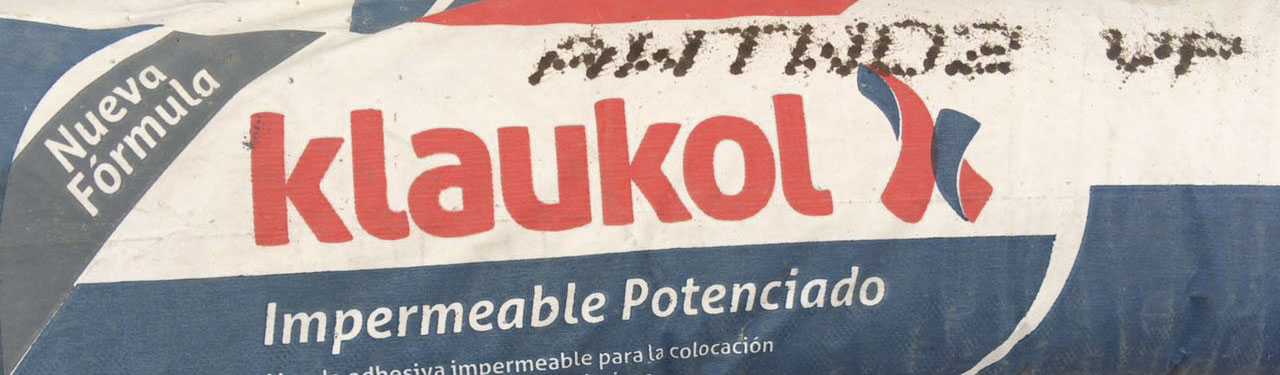 Nueva
Fórmula
klaukol
Impermeable Potenciado
adhesiva impermeable para la colocación